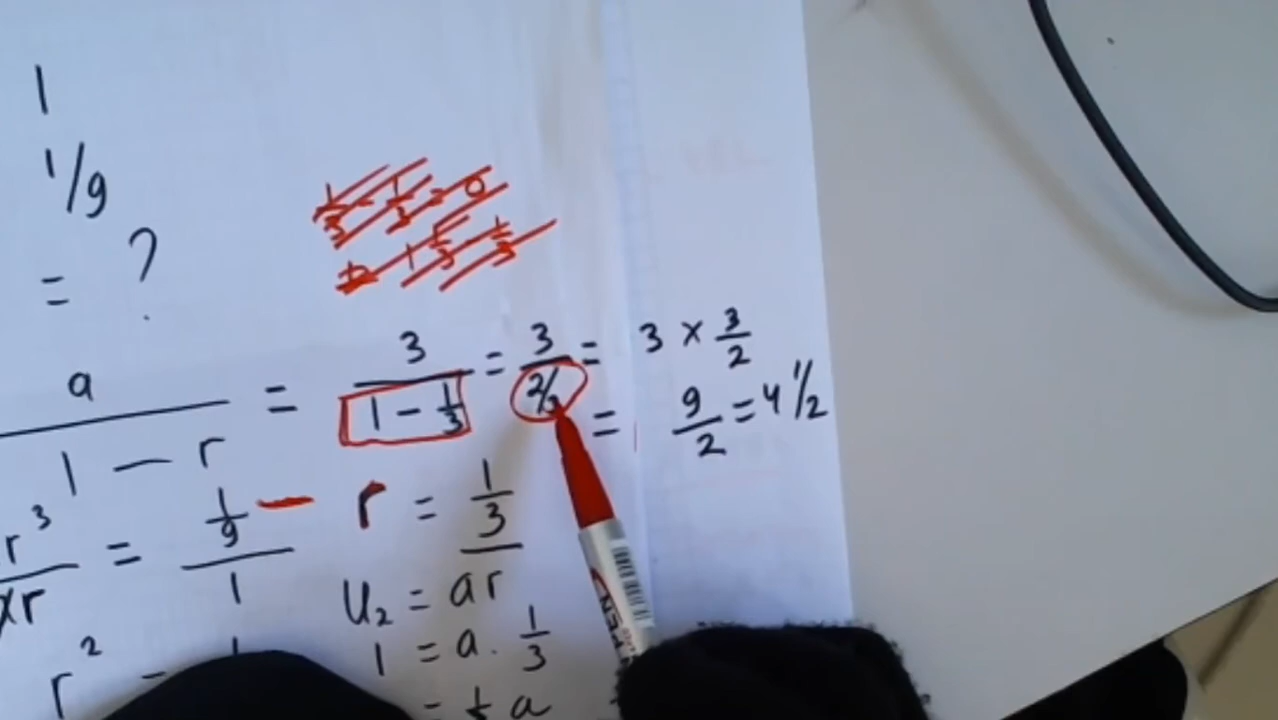 1
1/9
= ?
a / 1 - r = 3 / 1 - 1/3 = 3 / 2/3 = 3 × 3/2
= 9/2 = 4 1/2
r³ / r = 1/9 / 1
r = 1/3
U₂ = ar
r² =
1 = a . 1/3
= a